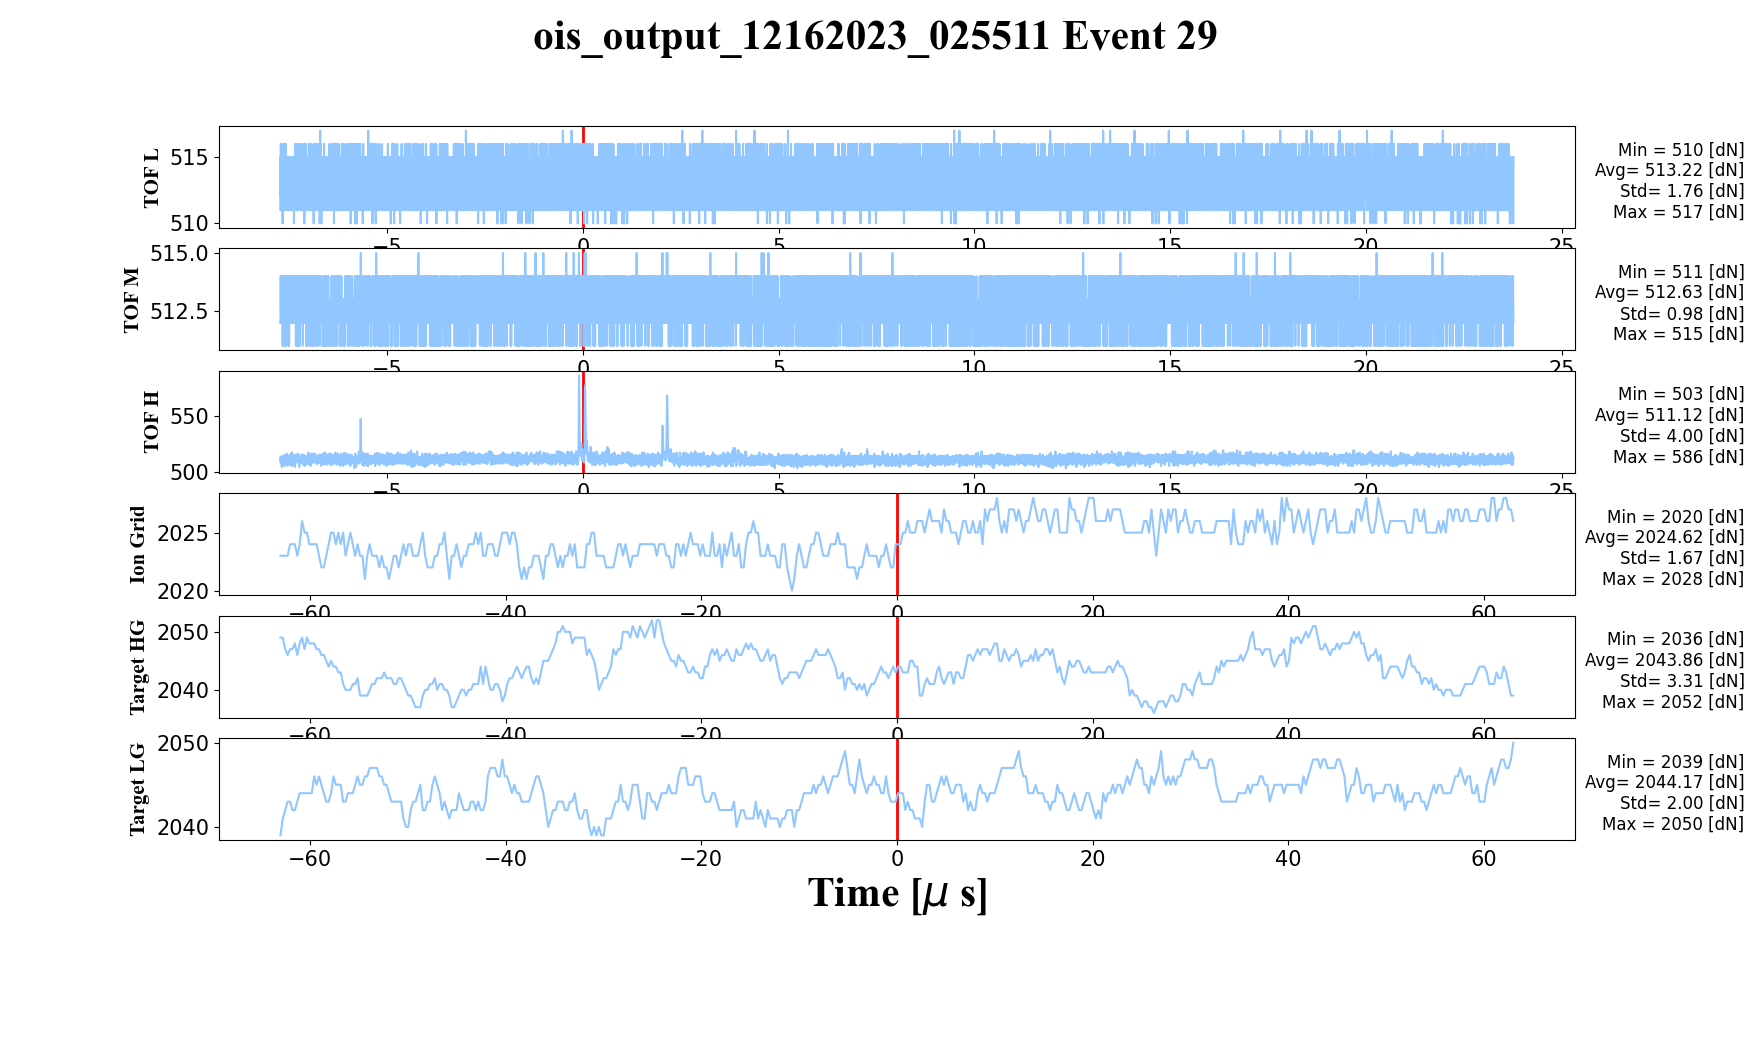 ois_output_12162023_025511 Event 29
TOF L
515
510
Min = 510 [dN]
Avg= 513.22 [dN]
Std= 1.76 [dN]
Max = 517 [dN]
−5 0 5 10 15 20 25
TOF M
515.0
512.5
Min = 511 [dN]
Avg= 512.63 [dN]
Std= 0.98 [dN]
Max = 515 [dN]
−5 0 5 10 15 20 25
TOF H
550
500
Min = 503 [dN]
Avg= 511.12 [dN]
Std= 4.00 [dN]
Max = 586 [dN]
−5 0 5 10 15 20 25
Ion Grid
2025
2020
Min = 2020 [dN]
Avg= 2024.62 [dN]
Std= 1.67 [dN]
Max = 2028 [dN]
−60 −40 −20 0 20 40 60
Target HG
2050
2040
Min = 2036 [dN]
Avg= 2043.86 [dN]
Std= 3.31 [dN]
Max = 2052 [dN]
−60 −40 −20 0 20 40 60
Target LG
2050
2040
Min = 2039 [dN]
Avg= 2044.17 [dN]
Std= 2.00 [dN]
Max = 2050 [dN]
−60 −40 −20 0 20 40 60
Time [μ s]